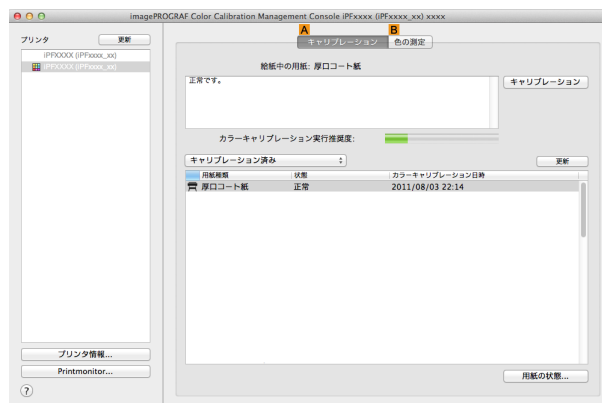 imagePROGRAF Color Calibration Management Console iPFxxxx (iPFxxxx_xx) xxxx
プリンタ
更新
iPFXXXX (iPFxxxx_xx)
iPFXXXX (iPFxxxx_xx)
プリンタ情報...
Printmonitor...
?
A
B
キャリブレーション
色の測定
給紙中の用紙: 厚口コート紙
正常です。
キャリブレーション
カラーキャリブレーション実行推奨度:
キャリブレーション済み
更新
用紙種類 状態 カラーキャリブレーション日時
厚口コート紙 正常 2011/08/03 22:14
用紙の状態...